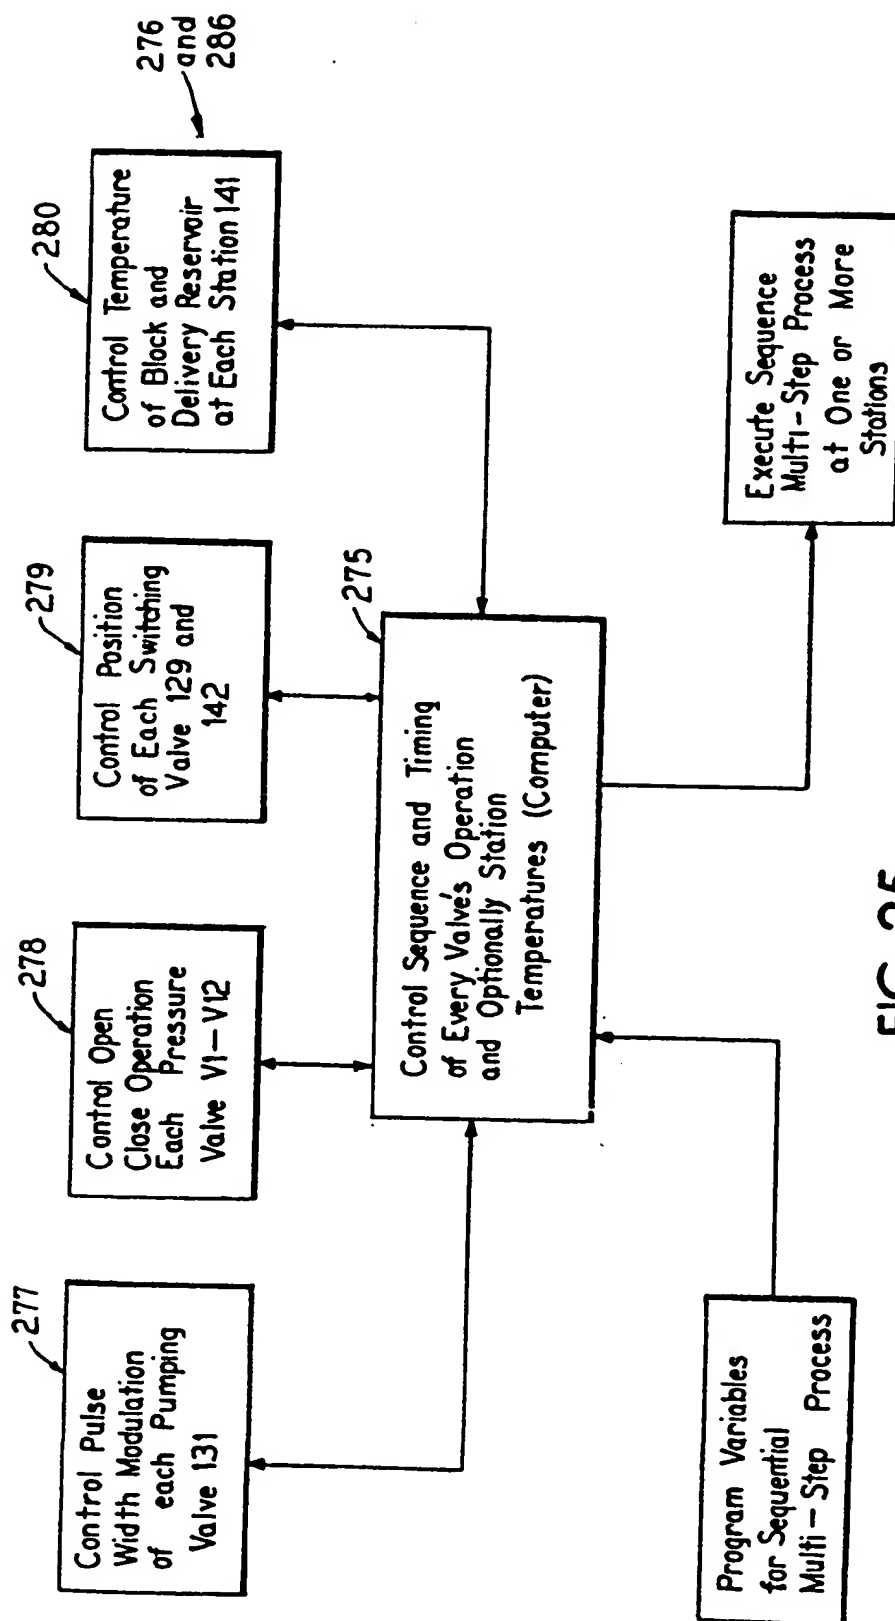 277
Control Pulse
Width Modulation
of each Pumping
Valve 131
278
Control Open
Close Operation
Each Pressure
Valve V1-V12
279
Control Position
of Each Switching
Valve 129 and
142
280
Control Temperature
of Block and
Delivery Reservoir
at Each Station 141
276
and
286
275
Control Sequence and Timing
of Every Valve's Operation
and Optionally Station
Temperatures (Computer)
Program Variables
for Sequential
Multi-Step Process
Execute Sequence
Multi-Step Process
at One or More
Stations
FIG. 25